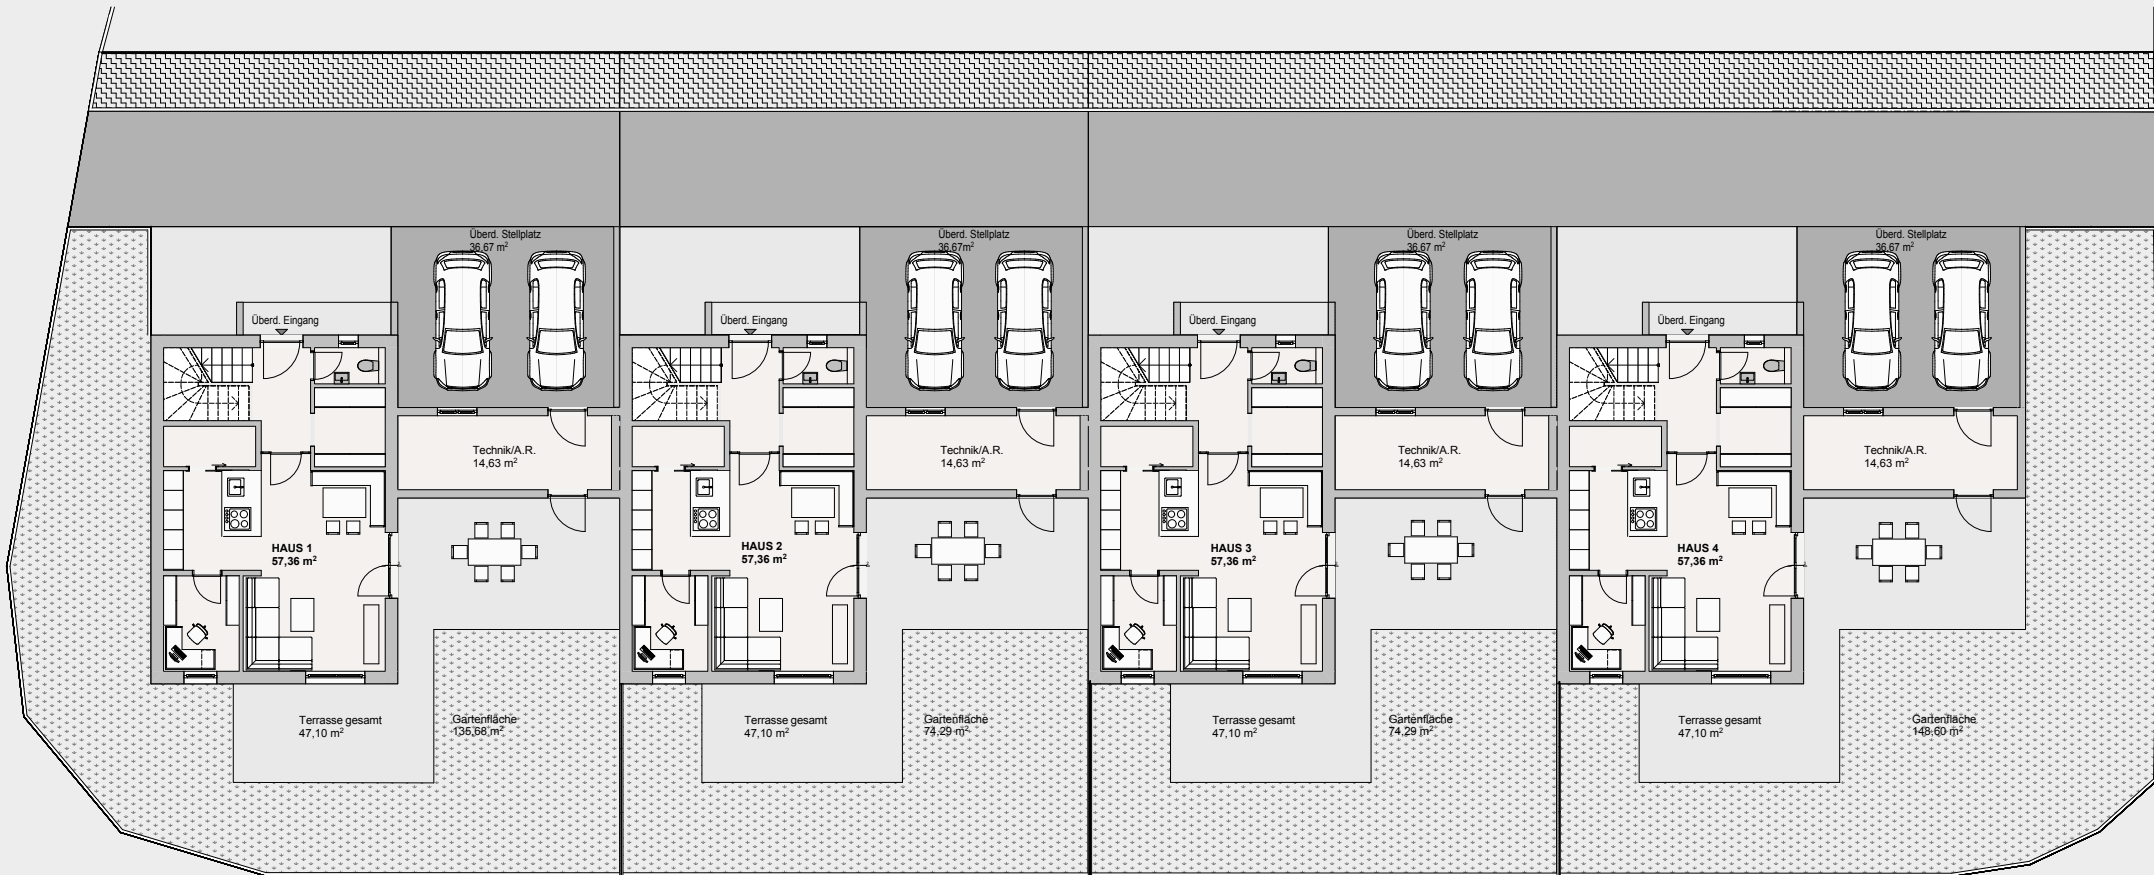 Überd. Stellplatz
36,67 m²
Überd. Stellplatz
36,67m²
Überd. Stellplatz
36,67 m²
Überd. Stellplatz
36,67 m²
Überd. Eingang
Überd. Eingang
Überd. Eingang
Überd. Eingang
Technik/A.R.
14,63 m²
Technik/A.R.
14,63 m²
Technik/A.R.
14,63 m²
Technik/A.R.
14,63 m²
HAUS 1
57,36 m²
HAUS 2
57,36 m²
HAUS 3
57,36 m²
HAUS 4
57,36 m²
Terrasse gesamt
47,10 m²
Gartenfläche
135,68 m²
Terrasse gesamt
47,10 m²
Gartenfläche
74,29 m²
Terrasse gesamt
47,10 m²
Gartenfläche
74,29 m²
Terrasse gesamt
47,10 m²
Gartenfläche
148,60 m²